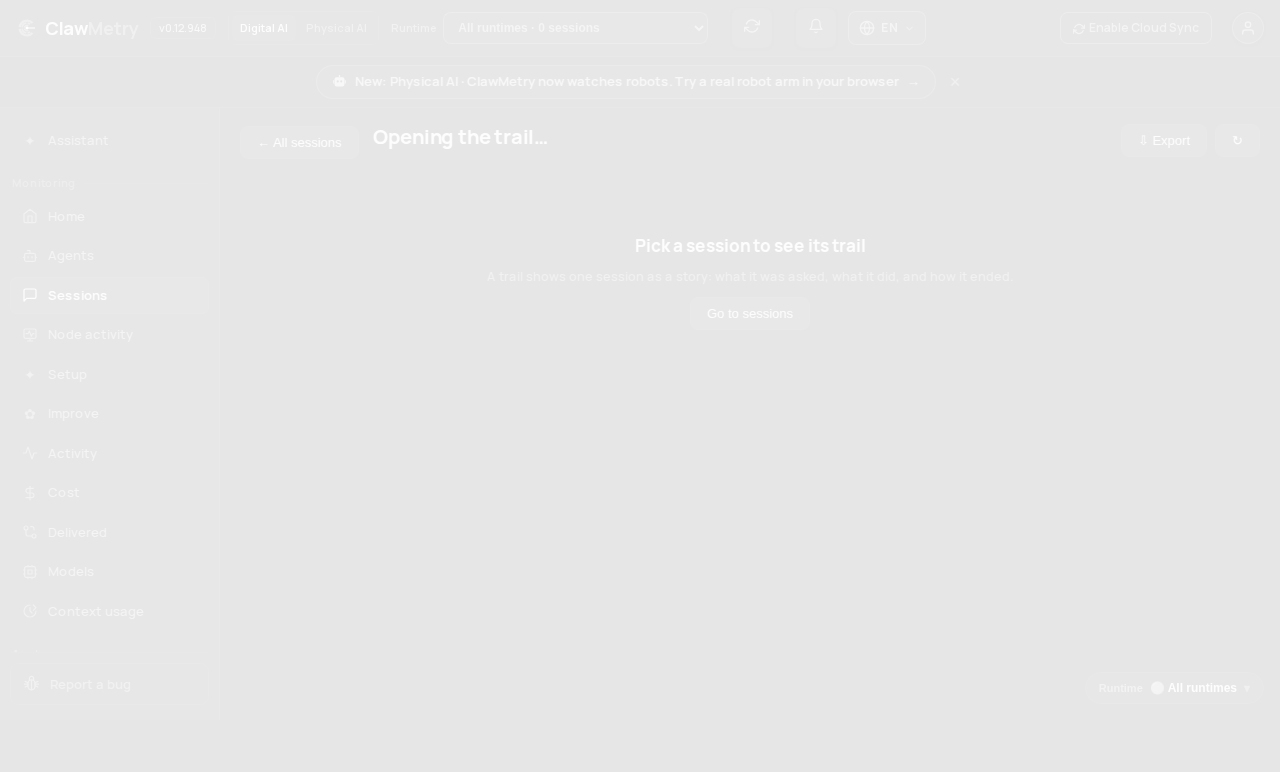 ClawMetry v0.12.948 Digital AI Physical AI Runtime All runtimes - 0 sessions EN Enable Cloud Sync
New: Physical AI · ClawMetry now watches robots. Try a real robot arm in your browser → ×
Assistant
Monitoring
Home
Agents
Sessions
Node activity
Setup
Improve
Activity
Cost
Delivered
Models
Context usage
Report a bug
← All sessions Opening the trail… ⇩ Export ↻
Pick a session to see its trail
A trail shows one session as a story: what it was asked, what it did, and how it ended.
Go to sessions
Runtime All runtimes ▾